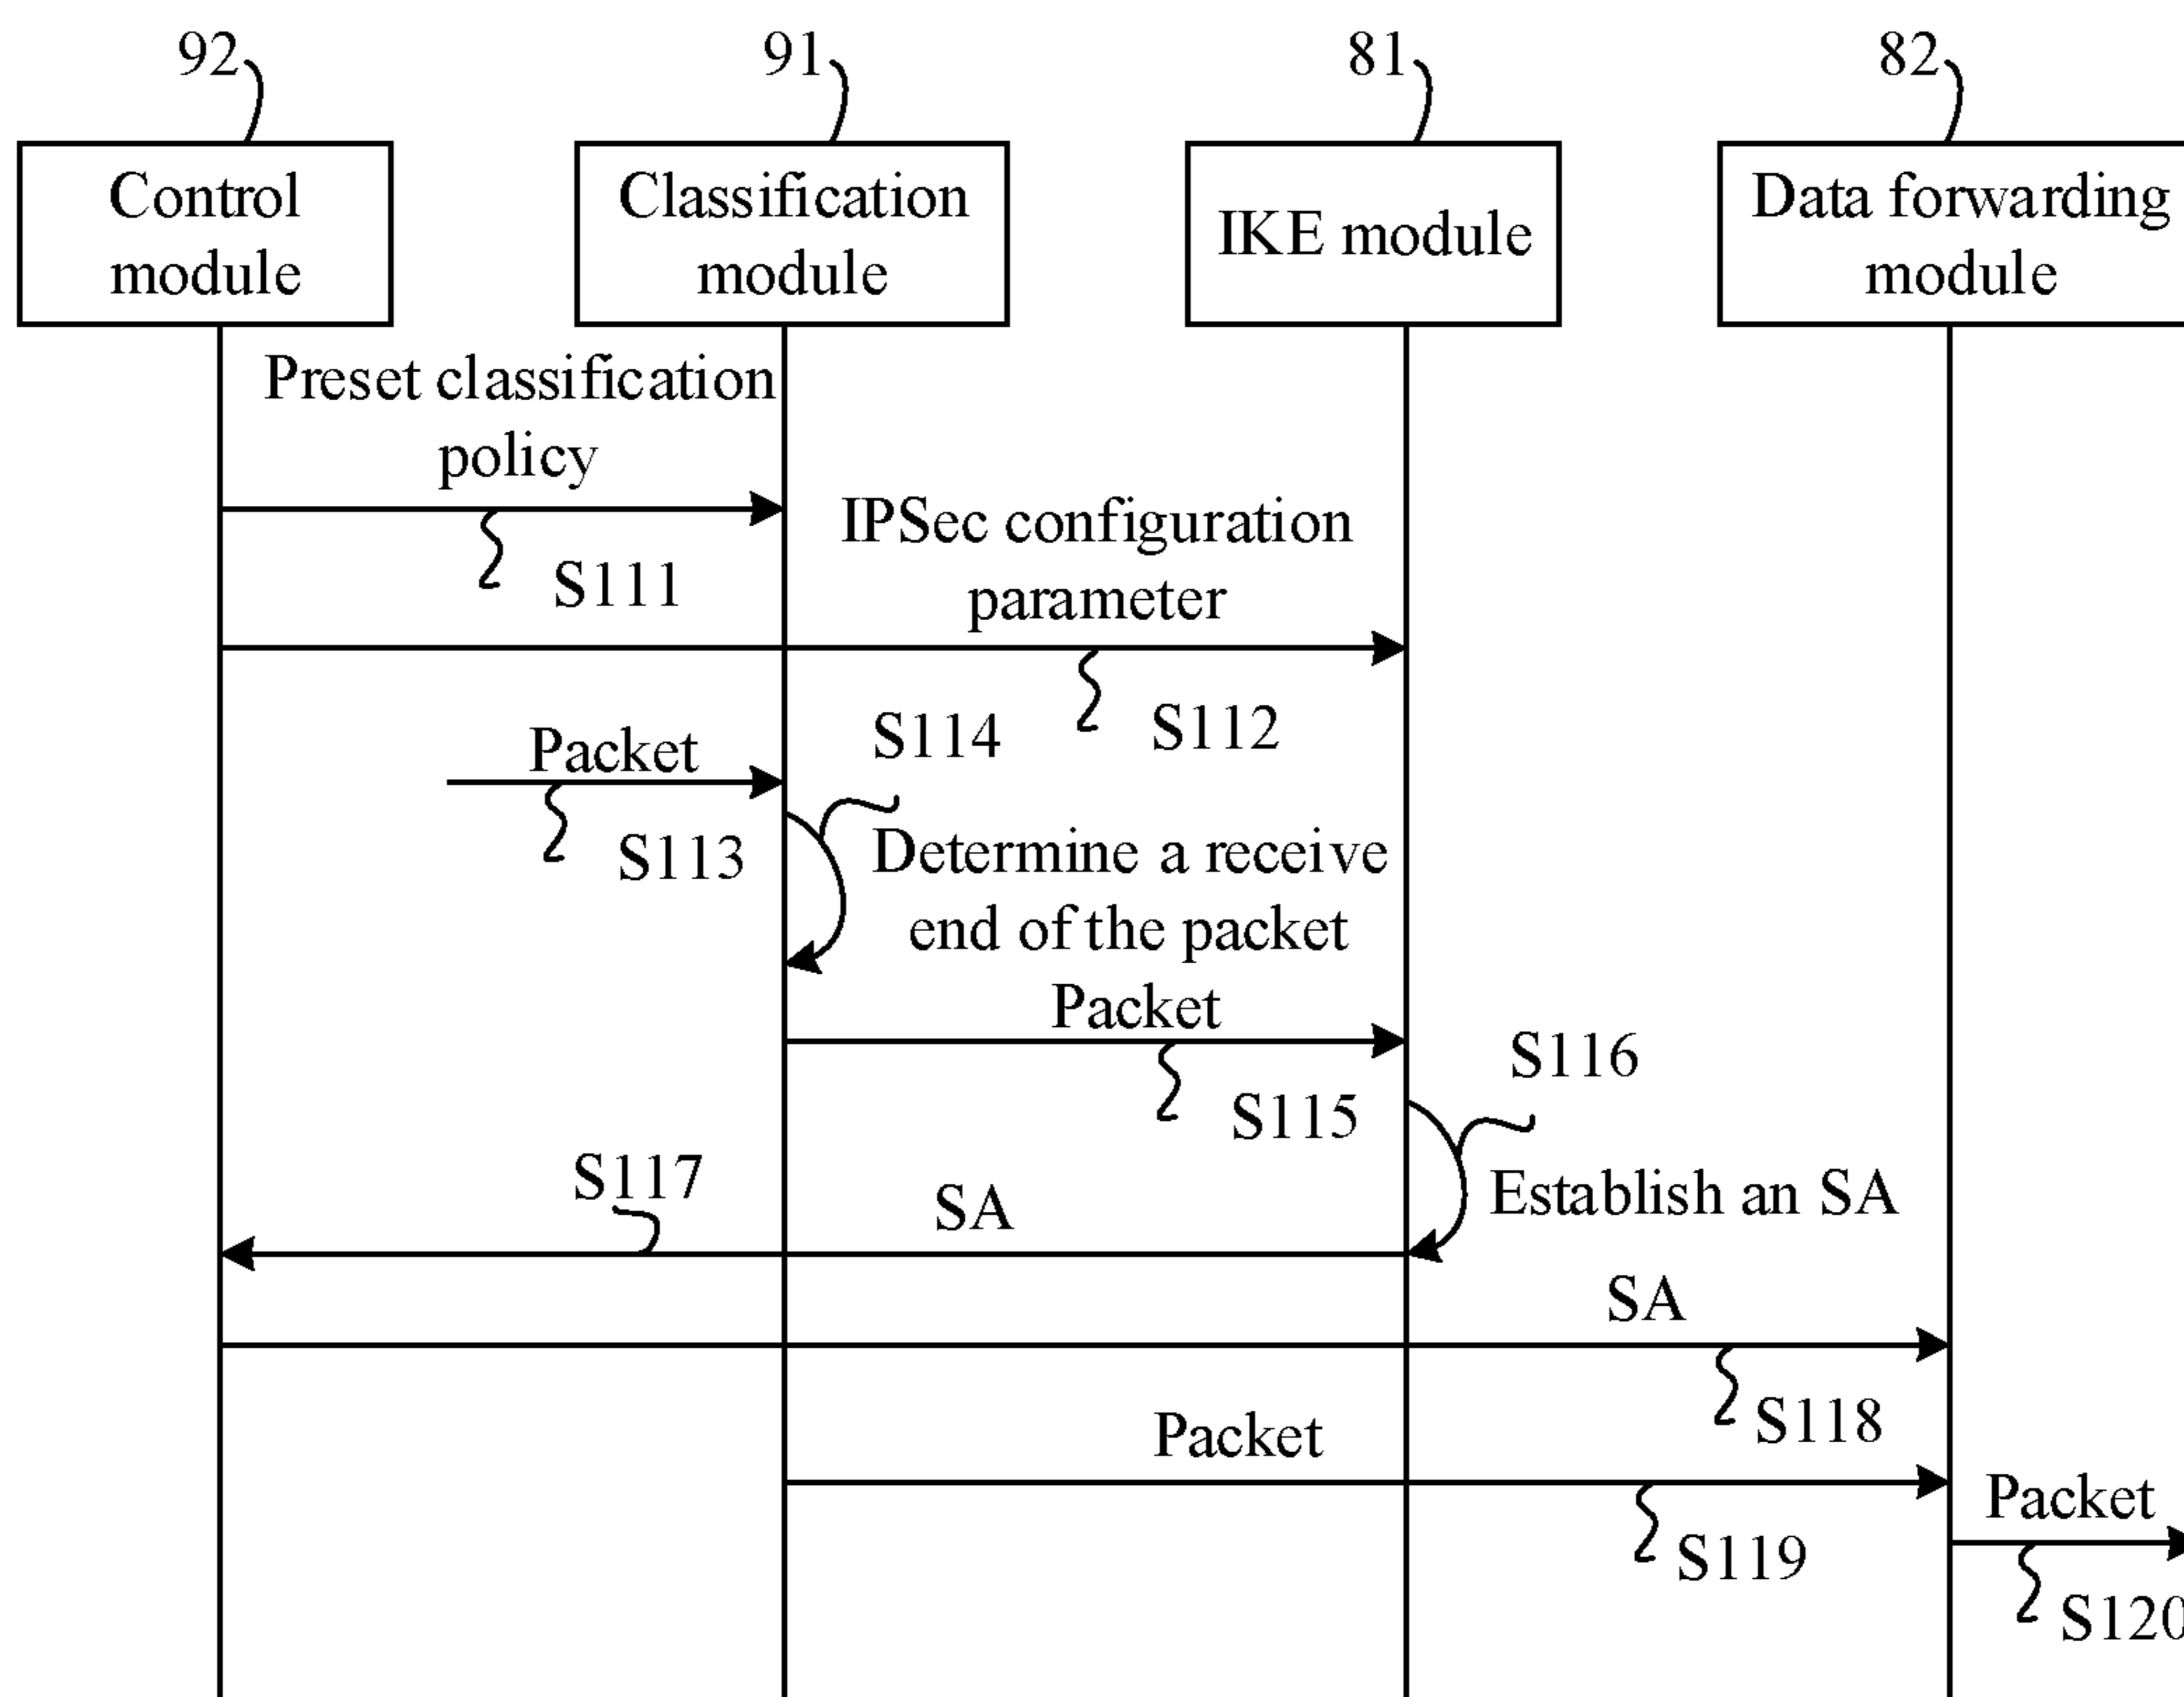 92
91
81
82
Control
module
Classification
module
IKE module
Data forwarding
module
Preset classification
policy
S111
IPSec configuration
parameter
S112
Packet
S113
S114
Determine a receive
end of the packet
Packet
S115
S116
Establish an SA
S117
SA
SA
S118
Packet
S119
Packet
S120